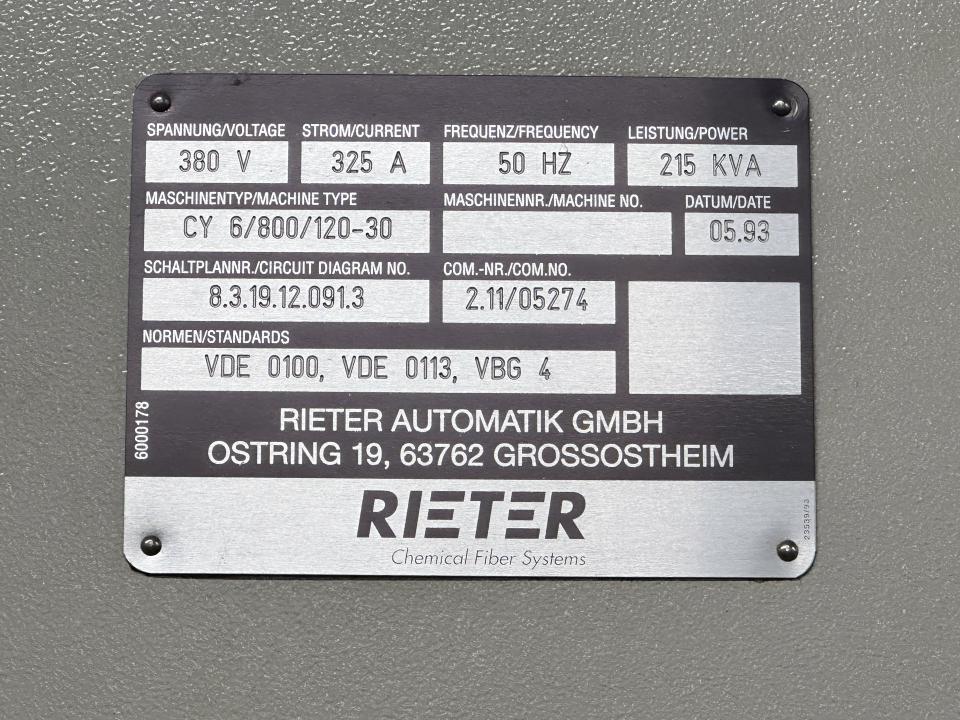 SPANNUNG/VOLTAGE STROM/CURRENT FREQUENZ/FREQUENCY LEISTUNG/POWER
380 V 325 A 50 HZ 215 KVA
MASCHINENTYP/MACHINE TYPE MASCHINENNR./MACHINE NO. DATUM/DATE
CY 6/800/120-30 05.93
SCHALTPLANNR./CIRCUIT DIAGRAM NO. COM.-NR./COM.NO.
8.3.19.12.091.3 2.11/05274
NORMEN/STANDARDS
VDE 0100, VDE 0113, VBG 4
6000178
RIETER AUTOMATIK GMBH
OSTRING 19, 63762 GROSSOSTHEIM
RIETER
Chemical Fiber Systems
23539/93